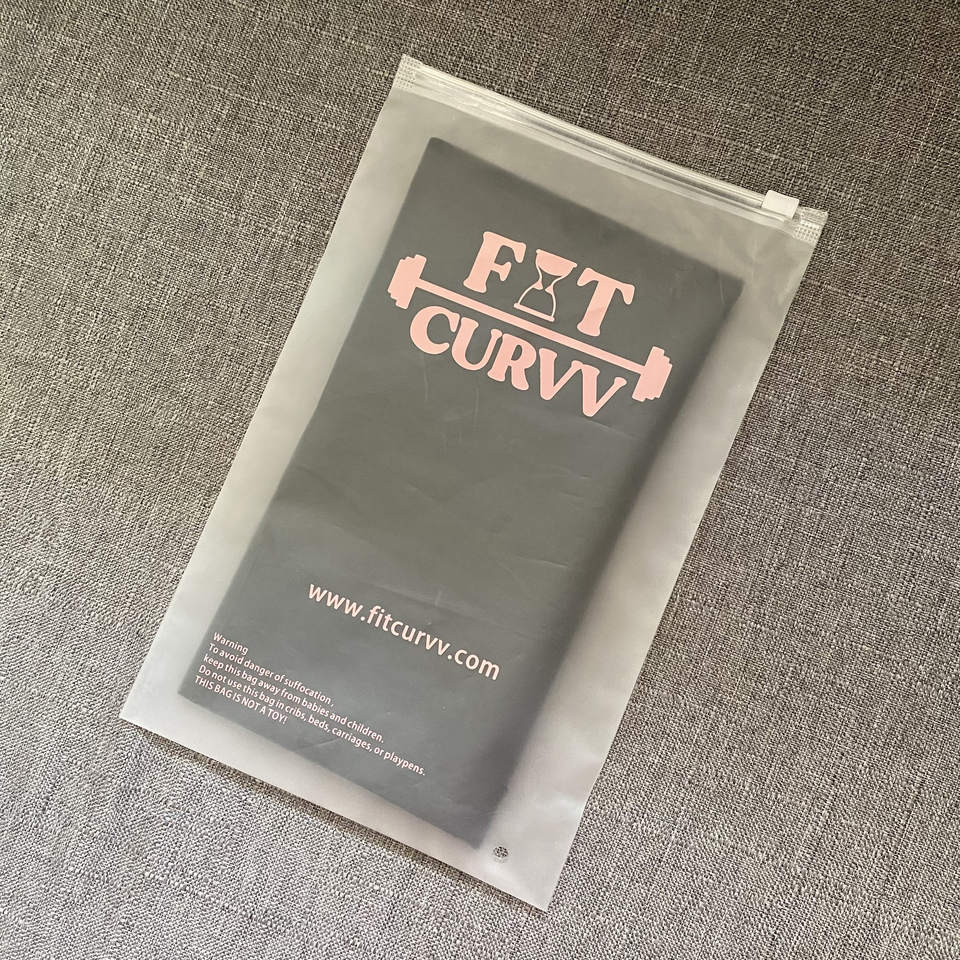 FIT
CURVV
www.fitcurvv.com
Warning
To avoid danger of suffocation,
keep this bag away from babies and children.
Do not use this bag in cribs, beds, carriages, or playpens.
THIS BAG IS NOT A TOY!